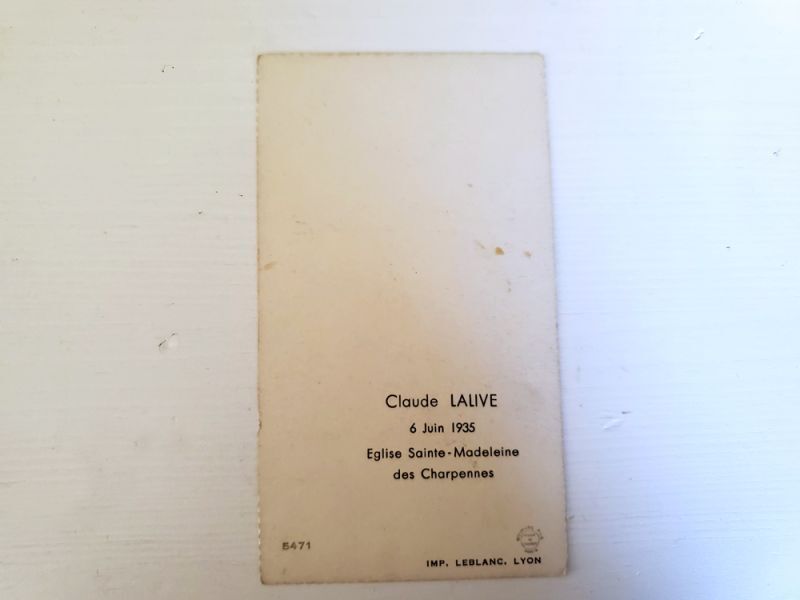 Claude LALIVE
6 Juin 1935
Eglise Sainte-Madeleine
des Charpennes
5471
IMP. LEBLANC, LYON